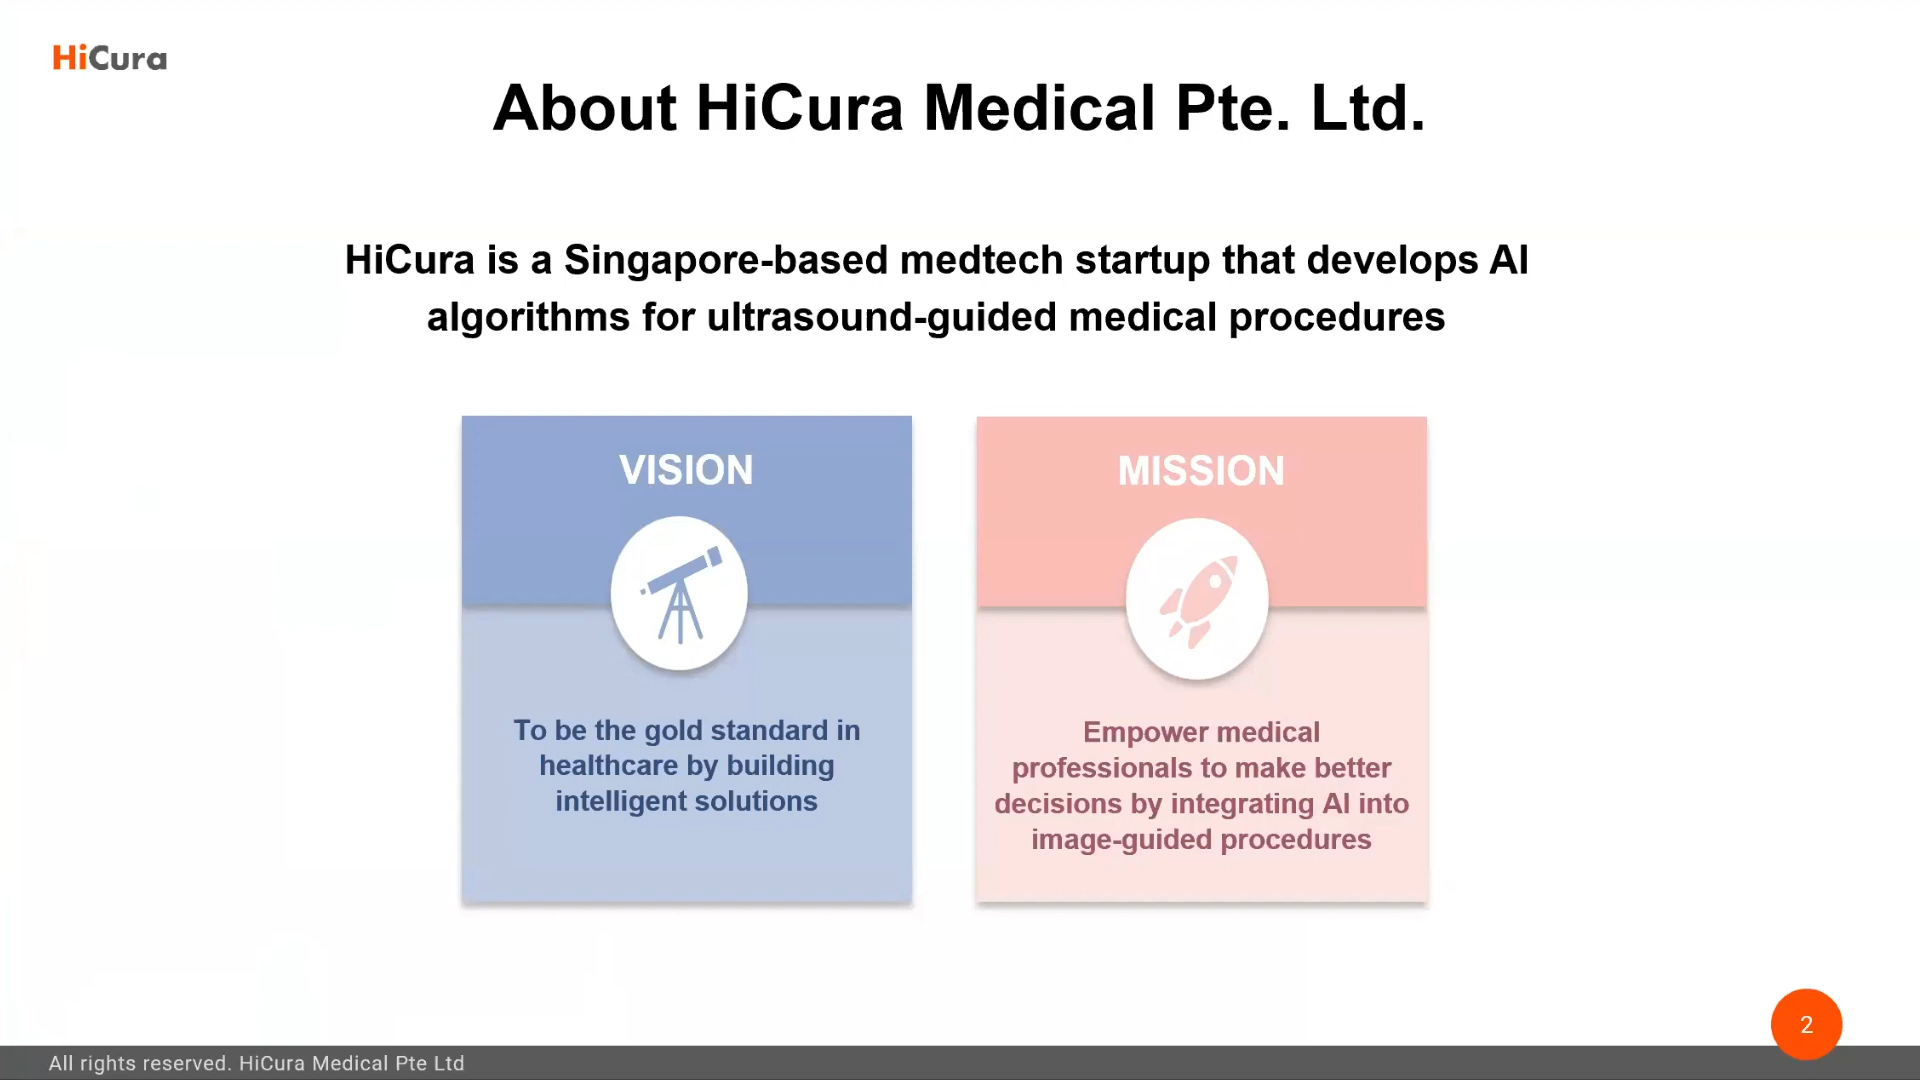 HiCura
About HiCura Medical Pte. Ltd.
HiCura is a Singapore-based medtech startup that develops AI
algorithms for ultrasound-guided medical procedures
VISION
To be the gold standard in
healthcare by building
intelligent solutions
MISSION
Empower medical
professionals to make better
decisions by integrating AI into
image-guided procedures
2
All rights reserved. HiCura Medical Pte Ltd